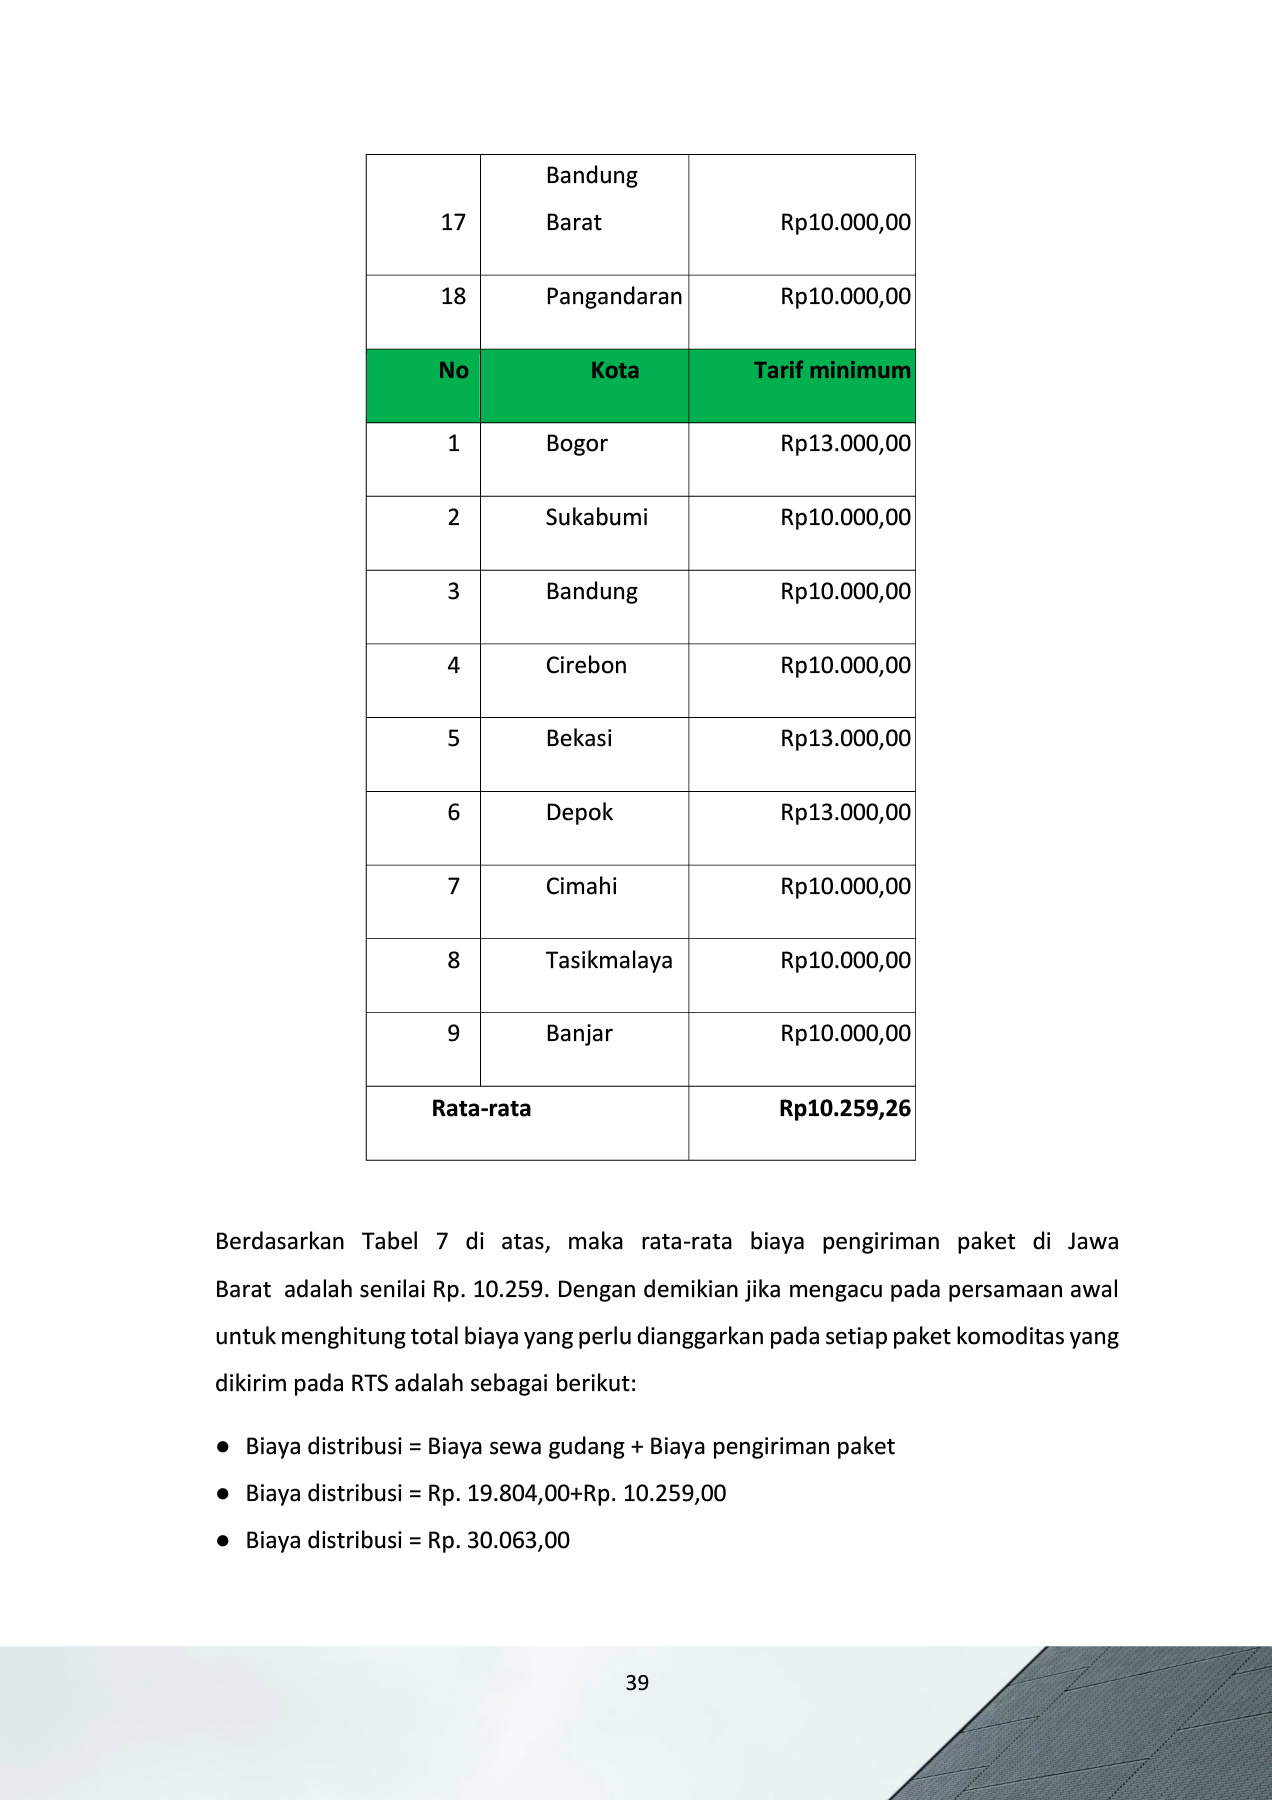 Bandung
17 Barat Rp10.000,00
18 Pangandaran Rp10.000,00
No Kota Tarif minimum
1 Bogor Rp13.000,00
2 Sukabumi Rp10.000,00
3 Bandung Rp10.000,00
4 Cirebon Rp10.000,00
5 Bekasi Rp13.000,00
6 Depok Rp13.000,00
7 Cimahi Rp10.000,00
8 Tasikmalaya Rp10.000,00
9 Banjar Rp10.000,00
Rata-rata Rp10.259,26
Berdasarkan Tabel 7 di atas, maka rata-rata biaya pengiriman paket di Jawa
Barat adalah senilai Rp. 10.259. Dengan demikian jika mengacu pada persamaan awal
untuk menghitung total biaya yang perlu dianggarkan pada setiap paket komoditas yang
dikirim pada RTS adalah sebagai berikut:
● Biaya distribusi = Biaya sewa gudang + Biaya pengiriman paket
● Biaya distribusi = Rp. 19.804,00+Rp. 10.259,00
● Biaya distribusi = Rp. 30.063,00
39